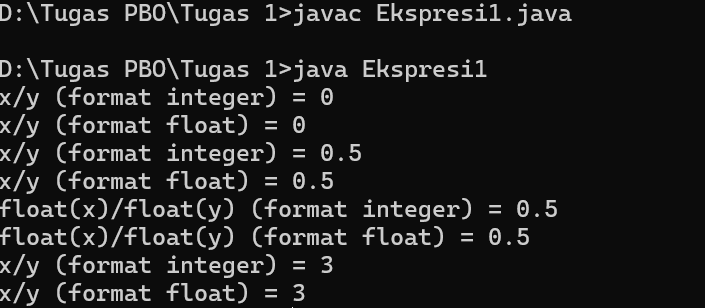 D:\Tugas PBO\Tugas 1>javac Ekspresi1.java
D:\Tugas PBO\Tugas 1>java Ekspresi1
x/y (format integer) = 0
x/y (format float) = 0
x/y (format integer) = 0.5
x/y (format float) = 0.5
float(x)/float(y) (format integer) = 0.5
float(x)/float(y) (format float) = 0.5
x/y (format integer) = 3
x/y (format float) = 3